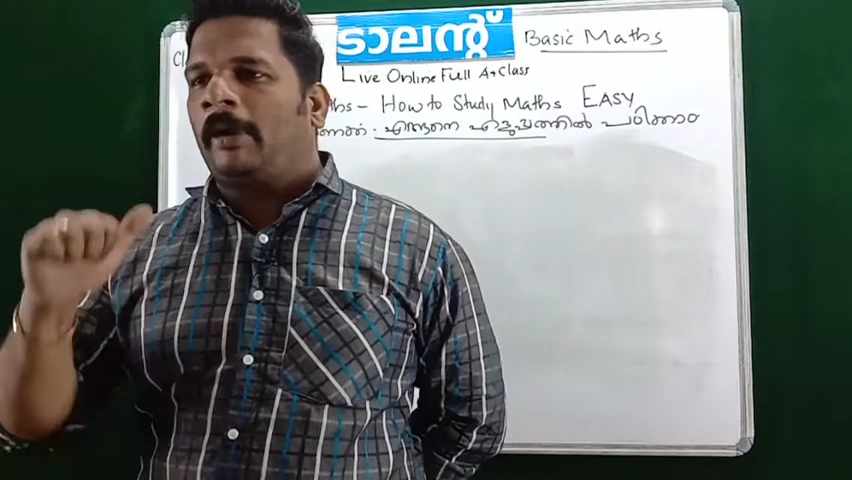 ടാലന്റ്
Basic Maths
Live Online Full A+ Class
How to Study Maths EASY
എങ്ങനെ എളുപ്പത്തിൽ പഠിക്കാം